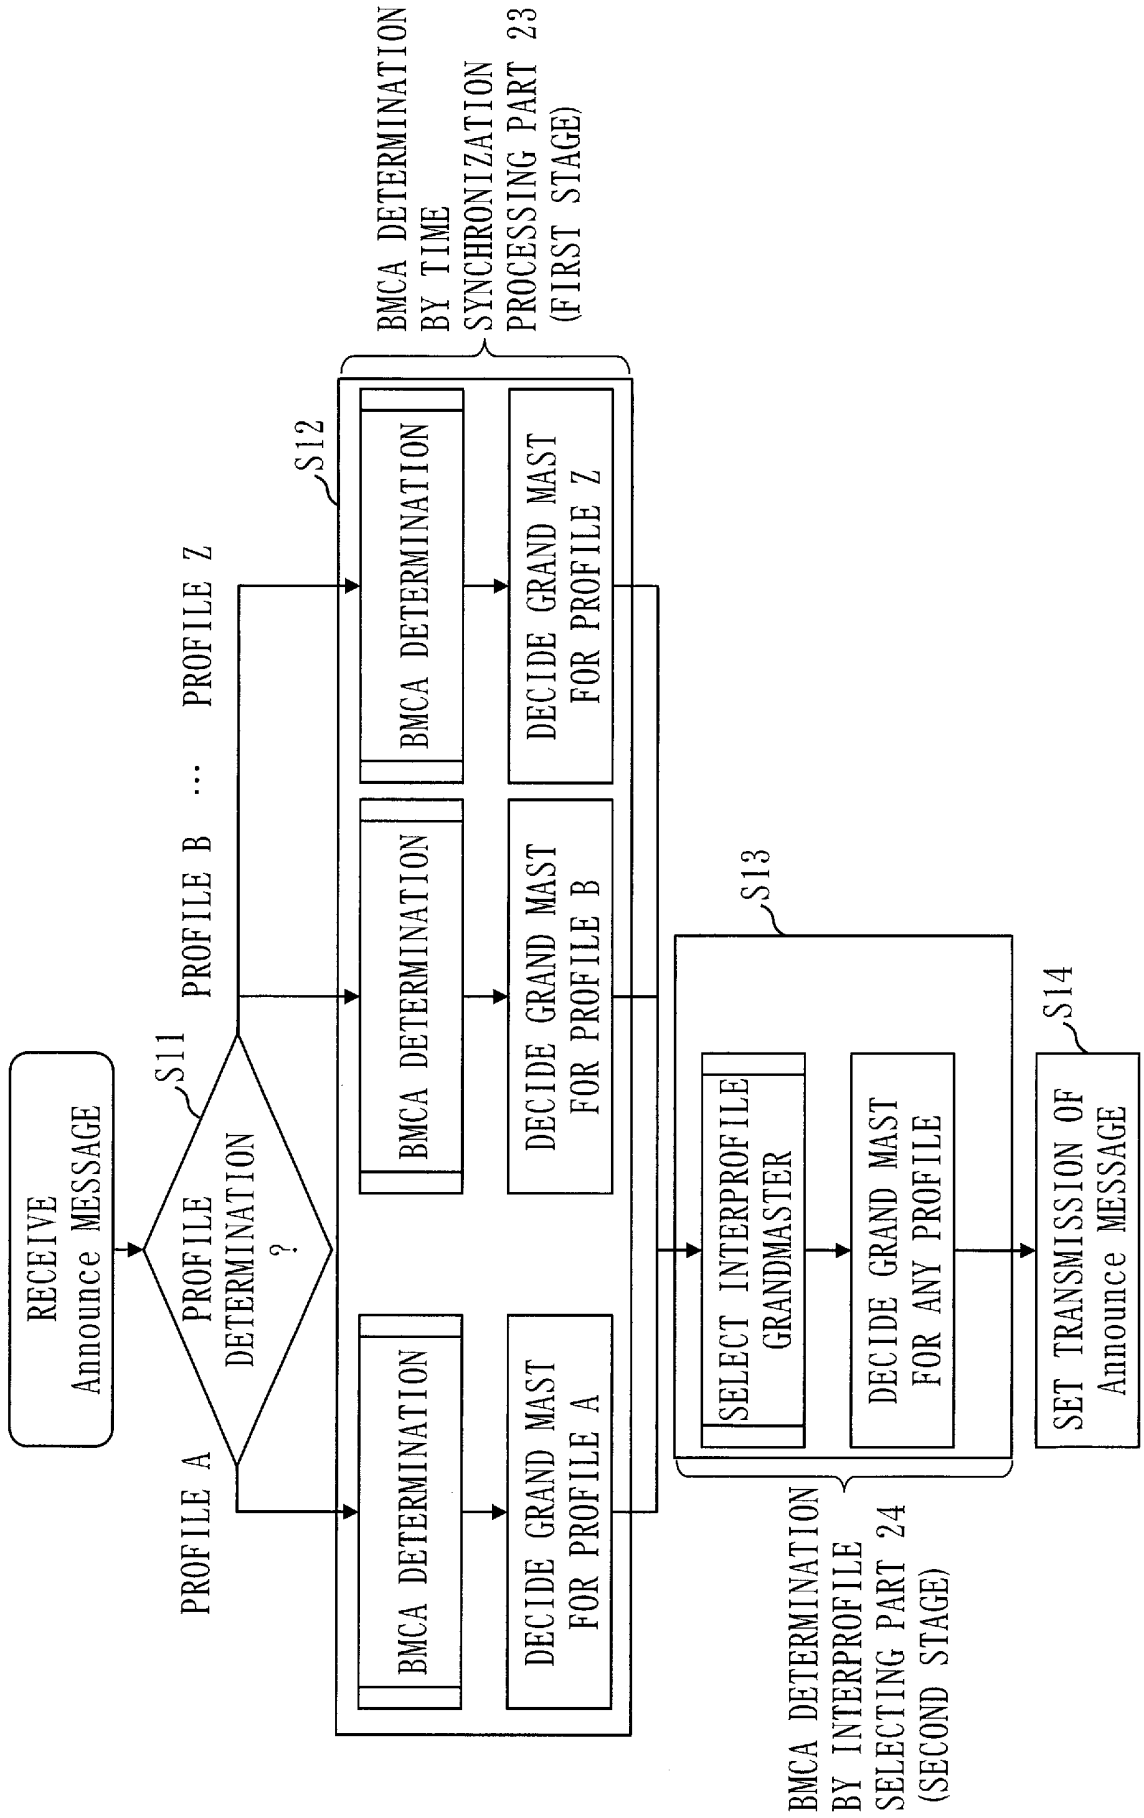 RECEIVE
Announce MESSAGE
S11
PROFILE
DETERMINATION
?
PROFILE A
PROFILE B
...
PROFILE Z
S12
BMCA DETERMINATION
BMCA DETERMINATION
BMCA DETERMINATION
DECIDE GRAND MAST
FOR PROFILE A
DECIDE GRAND MAST
FOR PROFILE B
DECIDE GRAND MAST
FOR PROFILE Z
BMCA DETERMINATION
BY TIME
SYNCHRONIZATION
PROCESSING PART 23
(FIRST STAGE)
S13
SELECT INTERPROFILE
GRANDMASTER
DECIDE GRAND MAST
FOR ANY PROFILE
BMCA DETERMINATION
BY INTERPROFILE
SELECTING PART 24
(SECOND STAGE)
S14
SET TRANSMISSION OF
Announce MESSAGE